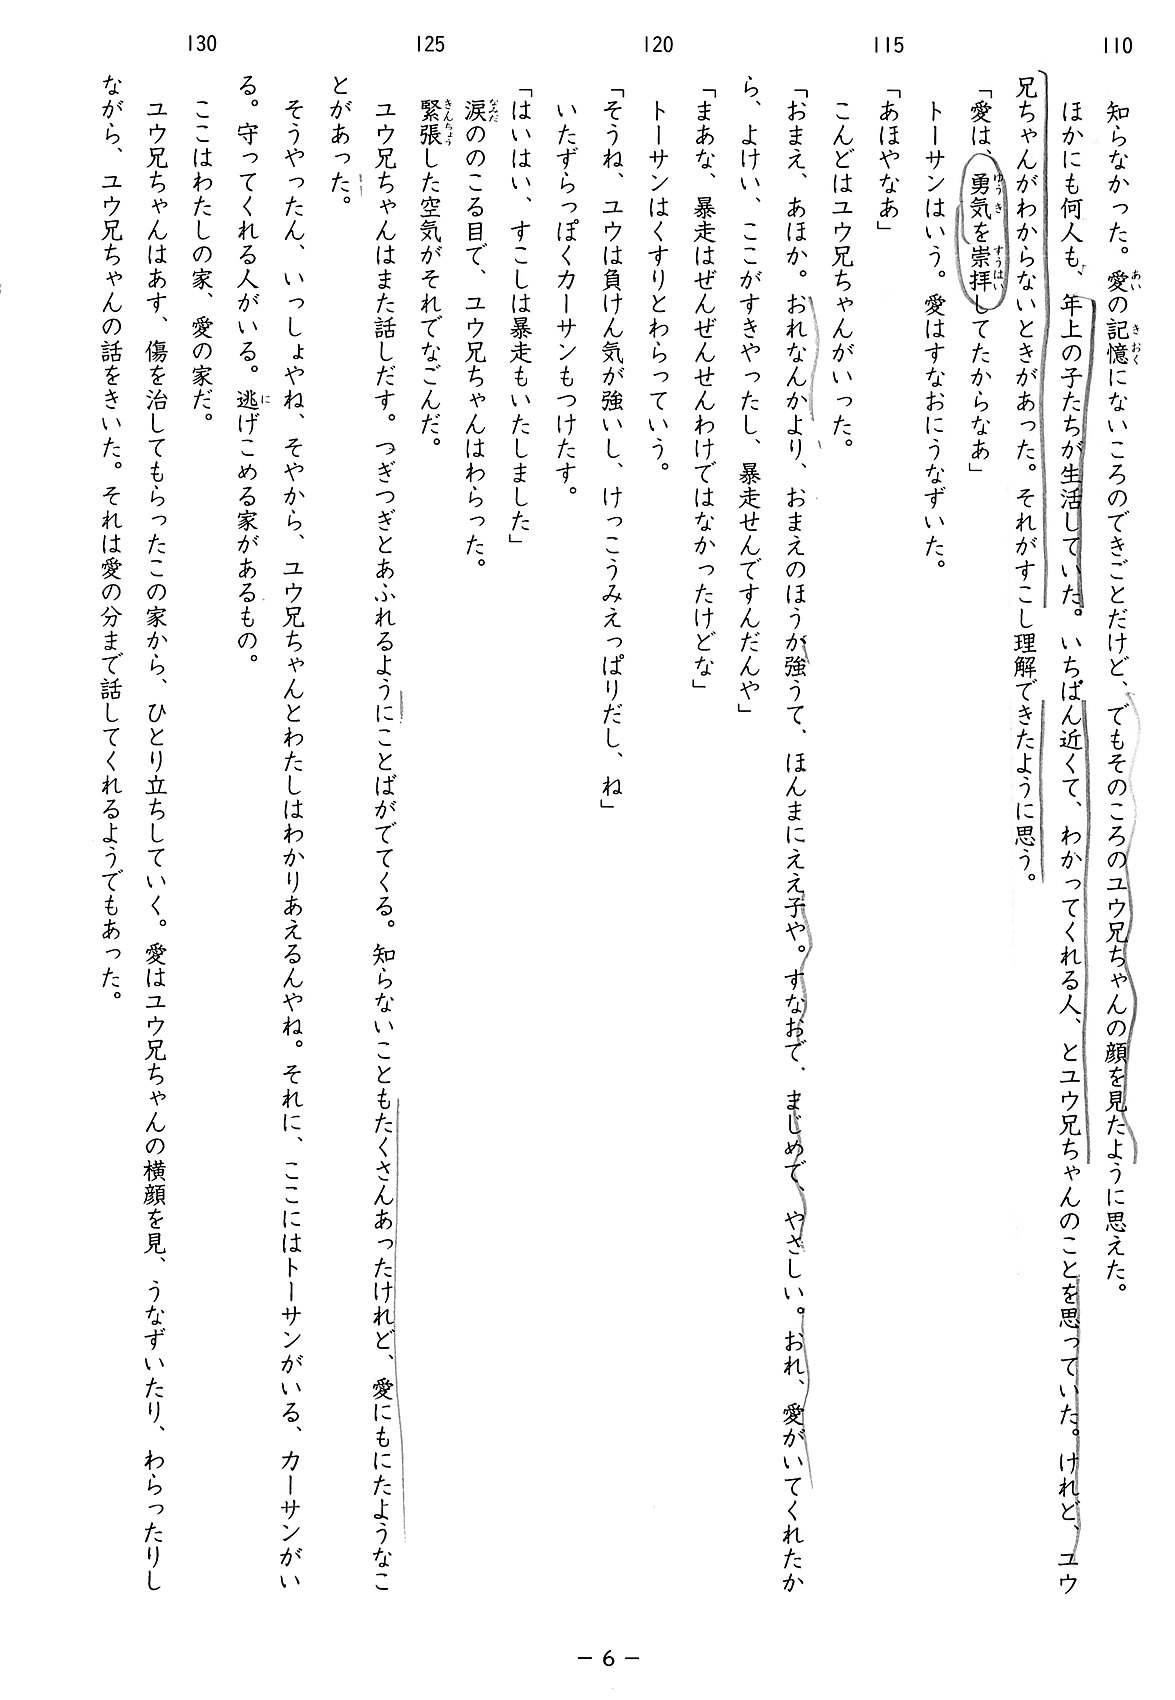 110
115
120
125
130
知らなかった。愛の記憶にないころのできごとだけど、でもそのころのユウ兄ちゃんの顔を見たように思えた。
ほかにも何人も、年上の子たちが生活していた。いちばん近くて、わかってくれる人、とユウ兄ちゃんのことを思っていた。けれど、ユウ
兄ちゃんがわからないときがあった。それがすこし理解できたように思う。
「愛は、勇気を崇拝してたからなあ」
トーサンはいう。愛はすなおにうなずいた。
「あほやなあ」
こんどはユウ兄ちゃんがいった。
「おまえ、あほか。おれなんかより、おまえのほうが強うて、ほんまにええ子や。すなおで、まじめで、やさしい。おれ、愛がいてくれたか
ら、よけい、ここがすきやったし、暴走せんですんだんや」
「まあな、暴走はぜんぜんせんわけではなかったけどな」
トーサンはくすりとわらっていう。
「そうね、ユウは負けん気が強いし、けっこうみえっぱりだし、ね」
いたずらっぽくカーサンもつけたす。
「はいはい、すこしは暴走もいたしました」
涙ののこる目で、ユウ兄ちゃんはわらった。
緊張した空気がそれでなごんだ。
ユウ兄ちゃんはまた話しだす。つぎつぎとあふれるようにことばがでてくる。知らないこともたくさんあったけれど、愛にもにたようなこ
とがあった。
そうやったん、いっしょやね、そやから、ユウ兄ちゃんとわたしはわかりあえるんやね。それに、ここにはトーサンがいる、カーサンがい
る。守ってくれる人がいる。逃げこめる家があるもの。
ここはわたしの家、愛の家だ。
ユウ兄ちゃんはあす、傷を治してもらったこの家から、ひとり立ちしていく。愛はユウ兄ちゃんの横顔を見、うなずいたり、わらったりし
ながら、ユウ兄ちゃんの話をきいた。それは愛の分まで話してくれるようでもあった。
－6－